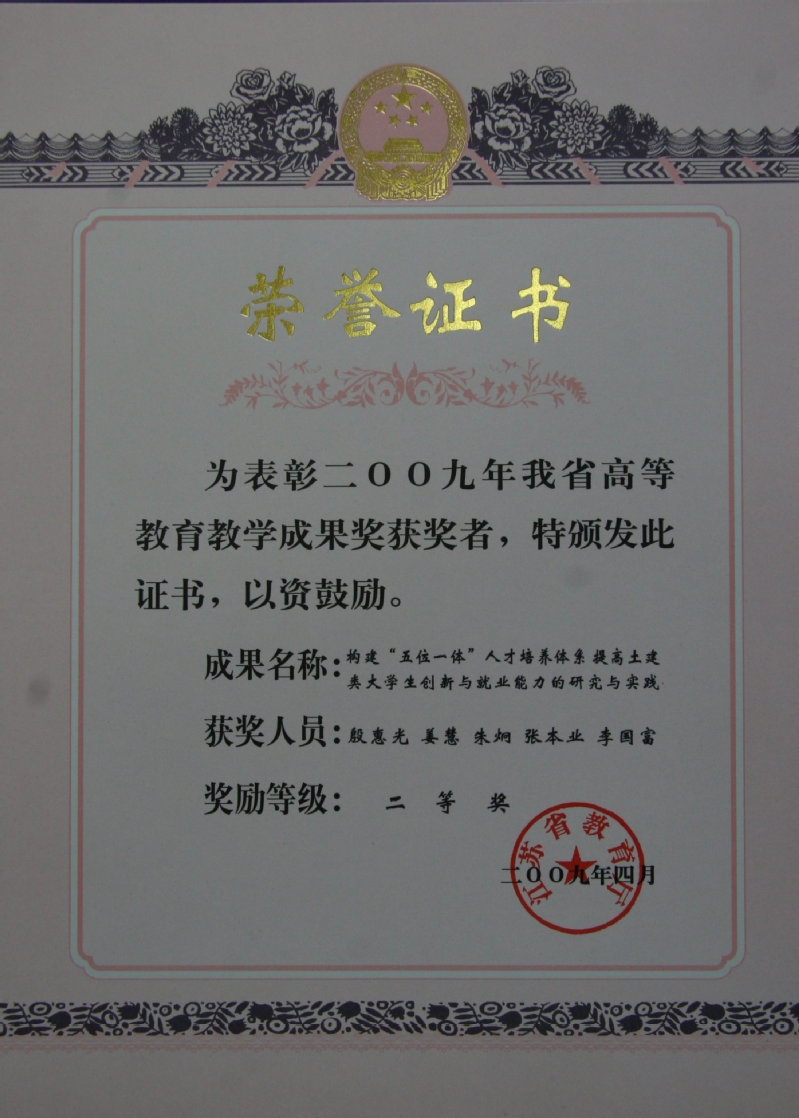 荣誉证书
为表彰二OO九年我省高等
教育教学成果奖获奖者，特颁发此
证书，以资鼓励。
成果名称：构建“五位一体”人才培养体系 提高土建
类大学生创新与就业能力的研究与实践
获奖人员：殷惠光 姜慧 朱炯 张本业 李国富
奖励等级： 二等奖
江苏省教育厅
二OO九年四月